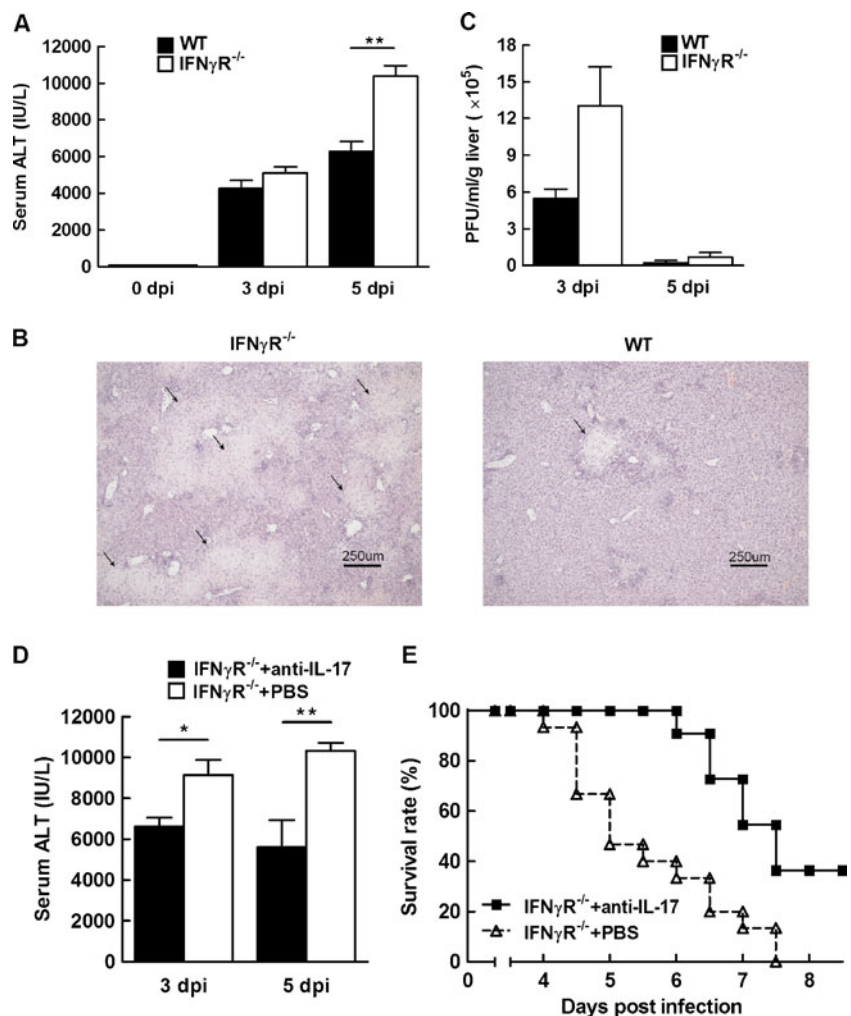 A
WT
IFNγR-/-
**
12000
10000
8000
6000
4000
2000
0
Serum ALT (IU/L)
0 dpi 3 dpi 5 dpi
C
WT
IFNγR-/-
18
15
12
9
6
3
0
PFU/ml/g liver (×10⁵)
3 dpi 5 dpi
B
IFNγR-/-
WT
250um
250um
D
IFNγR-/-+anti-IL-17
IFNγR-/-+PBS
*
**
12000
10000
8000
6000
4000
2000
0
Serum ALT (IU/L)
3 dpi 5 dpi
E
100
80
60
40
20
0
Survival rate (%)
IFNγR-/-+anti-IL-17
IFNγR-/-+PBS
0 4 5 6 7 8
Days post infection